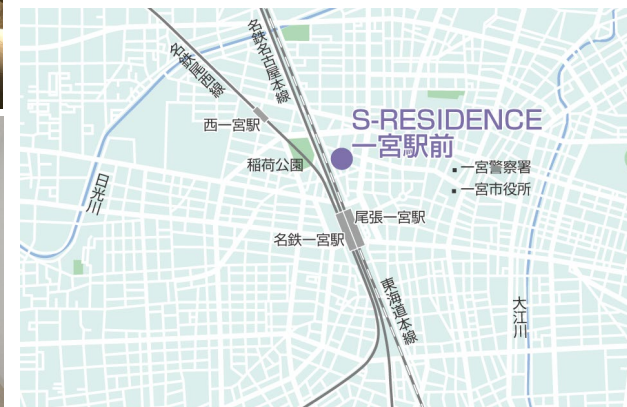 名鉄尾西線
名鉄名古屋本線
西一宮駅
S-RESIDENCE
一宮駅前
稲荷公園
一宮警察署
一宮市役所
日光川
尾張一宮駅
名鉄一宮駅
東海道本線
大江川